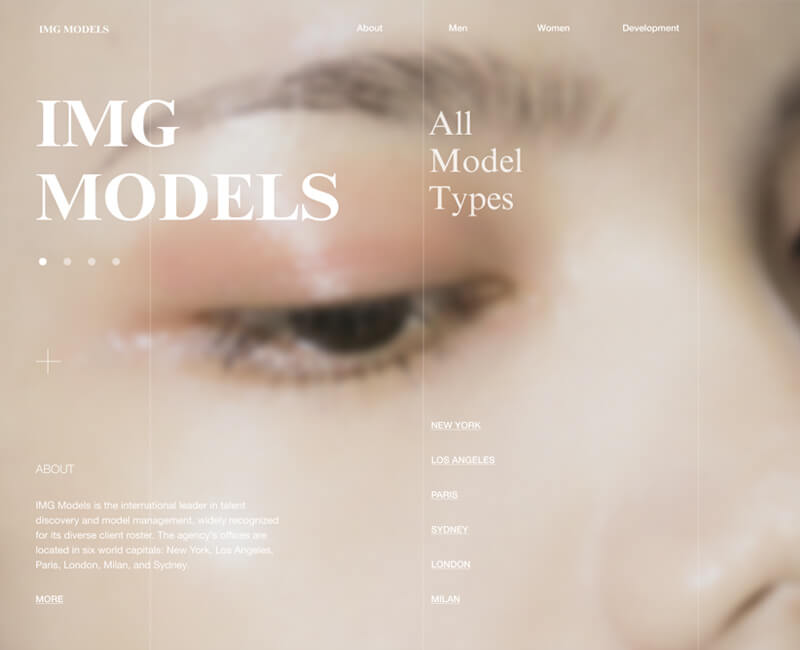 IMG MODELS
About Men Women Development
IMG
MODELS
All
Model
Types
NEW YORK
LOS ANGELES
PARIS
SYDNEY
LONDON
MILAN
ABOUT
IMG Models is the international leader in talent
discovery and model management, widely recognized
for its diverse client roster. The agency's offices are
located in six world capitals: New York, Los Angeles,
Paris, London, Milan, and Sydney.
MORE